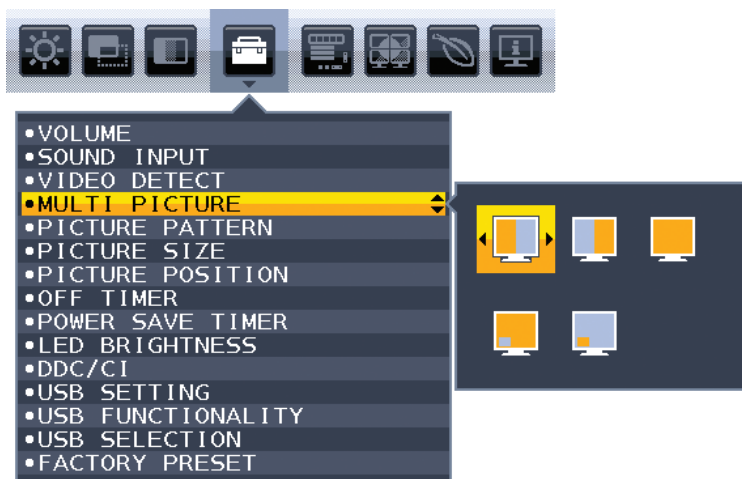 •VOLUME
•SOUND INPUT
•VIDEO DETECT
•MULTI PICTURE
•PICTURE PATTERN
•PICTURE SIZE
•PICTURE POSITION
•OFF TIMER
•POWER SAVE TIMER
•LED BRIGHTNESS
•DDC/CI
•USB SETTING
•USB FUNCTIONALITY
•USB SELECTION
•FACTORY PRESET